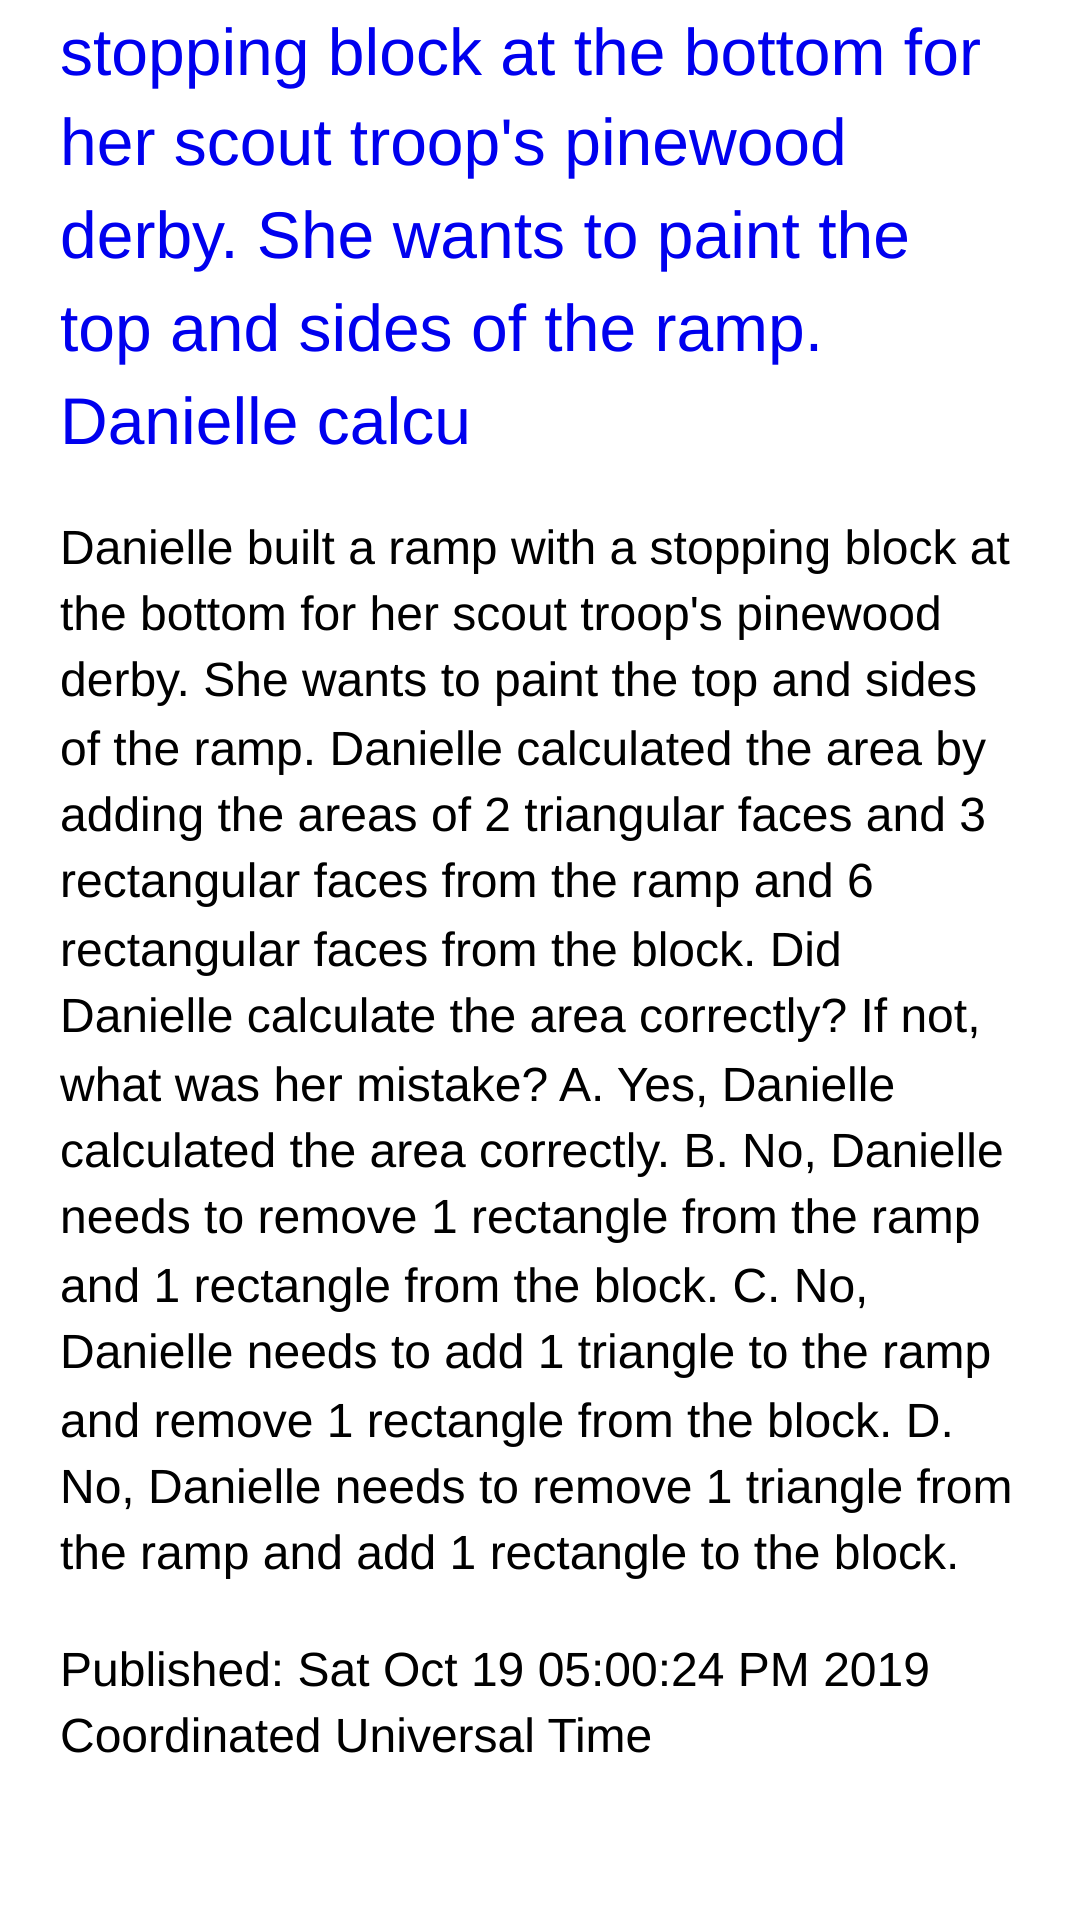 stopping block at the bottom for
her scout troop's pinewood
derby. She wants to paint the
top and sides of the ramp.
Danielle calcu
Danielle built a ramp with a stopping block at
the bottom for her scout troop's pinewood
derby. She wants to paint the top and sides
of the ramp. Danielle calculated the area by
adding the areas of 2 triangular faces and 3
rectangular faces from the ramp and 6
rectangular faces from the block. Did
Danielle calculate the area correctly? If not,
what was her mistake? A. Yes, Danielle
calculated the area correctly. B. No, Danielle
needs to remove 1 rectangle from the ramp
and 1 rectangle from the block. C. No,
Danielle needs to add 1 triangle to the ramp
and remove 1 rectangle from the block. D.
No, Danielle needs to remove 1 triangle from
the ramp and add 1 rectangle to the block.
Published: Sat Oct 19 05:00:24 PM 2019
Coordinated Universal Time